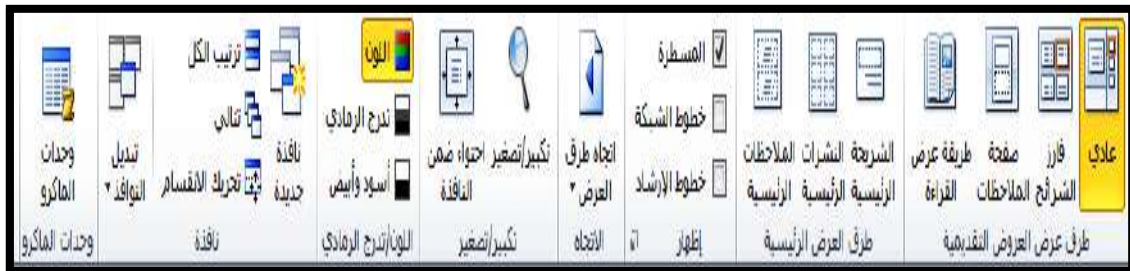 عادي
فارز الشرائح
صفحة الملاحظات
طريقة عرض القراءة
طرق عرض العروض التقديمية
الشريحة الرئيسية
النشرات الرئيسية
الملاحظات الرئيسية
طرق العرض الرئيسية
المسطرة
خطوط الشبكة
خطوط الإرشاد
إظهار
اتجاه طرق العرض
الاتجاه
تكبير/تصغير
احتواء ضمن النافذة
تكبير/تصغير
اللون
تدرج الرمادي
أسود وأبيض
اللون/تدرج الرمادي
نافذة جديدة
ترتيب الكل
تتالي
تحريك الانقسام
تبديل النوافذ
نافذة
وحدات الماكرو
وحدات الماكرو